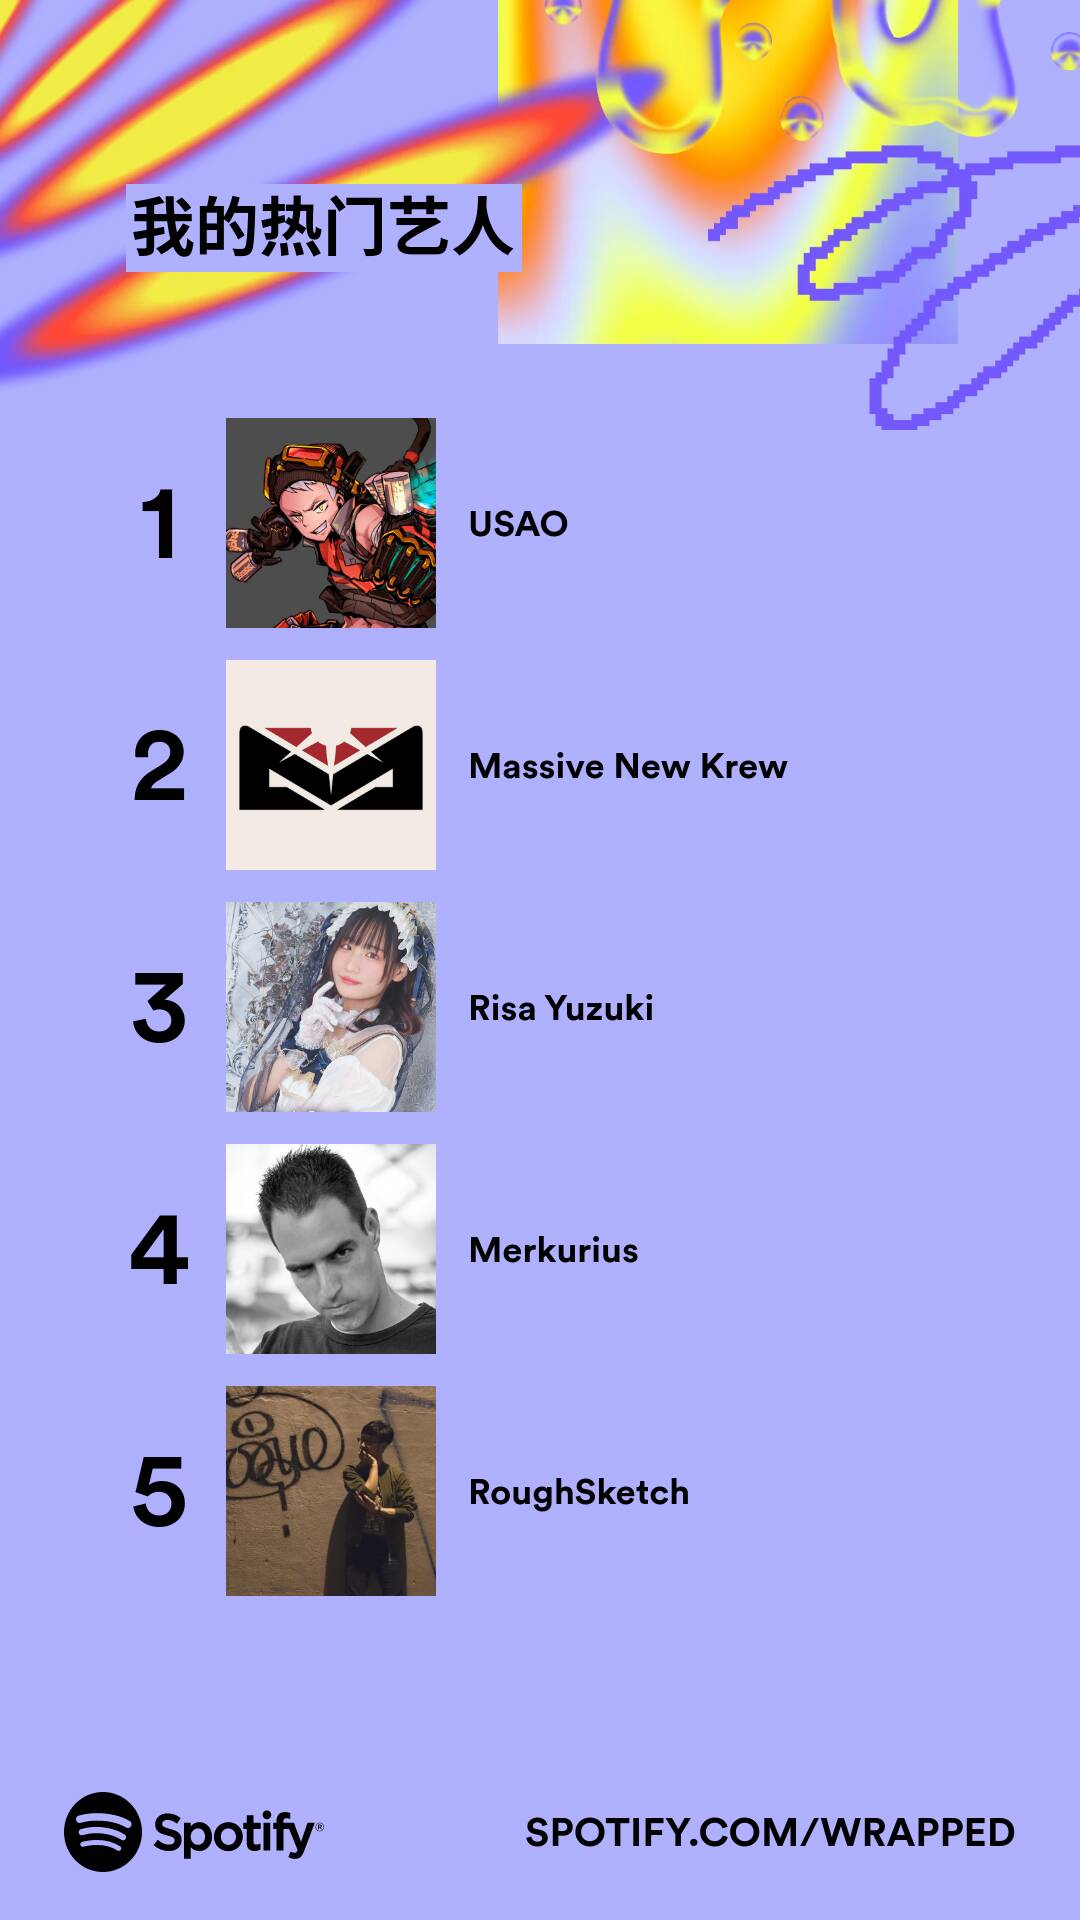 我的热门艺人
1
USAO
2
Massive New Krew
3
Risa Yuzuki
4
Merkurius
5
RoughSketch
Spotify®
SPOTIFY.COM/WRAPPED